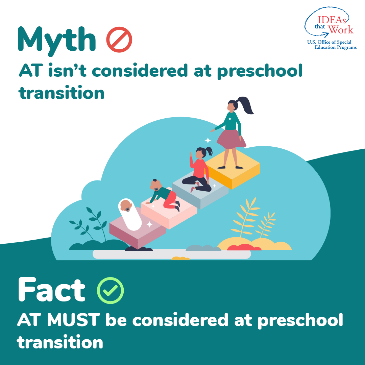 Myth
IDEAs
that Work
U.S. Office of Special
Education Programs
AT isn't considered at preschool
transition
Fact
AT MUST be considered at preschool
transition